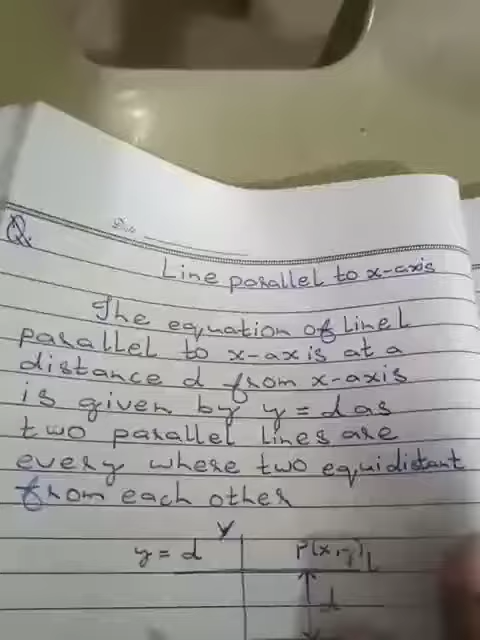 Q.
Date
Line parallel to x-axis
The equation of Line L
parallel to x-axis at a
distance d from x-axis
is given by y = d as
two parallel lines are
every where two equidistant
from each other
y
y = d P(x, y) L
d